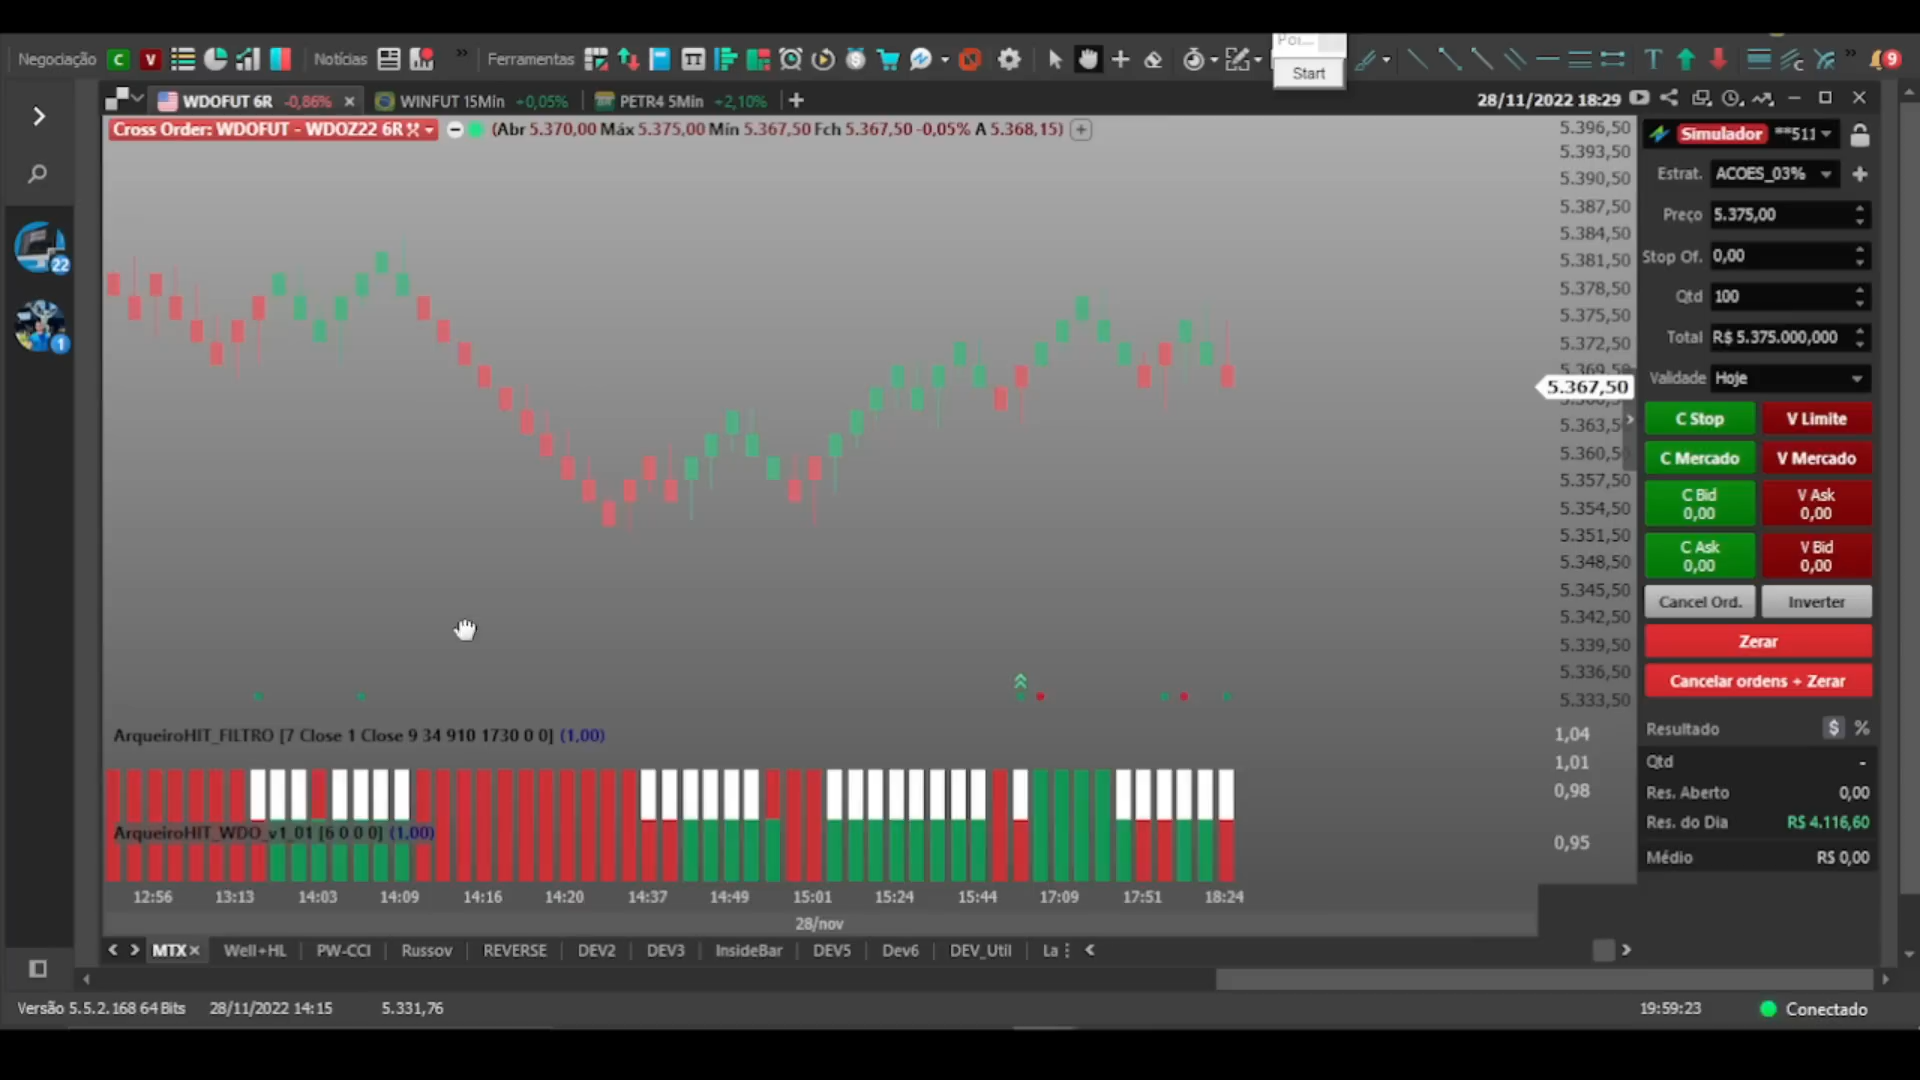 Negociação C V Notícias » Ferramentas Start T » 9
WDOFUT 6R -0,86% × WINFUT 15Min +0,05% PETR4 5Min +2,10% + 28/11/2022 18:29
Cross Order: WDOFUT - WDOZ22 6R (Abr 5.370,00 Máx 5.375,00 Mín 5.367,50 Fch 5.367,50 -0,05% A 5.368,15)
5.396,50
5.393,50
5.390,50
5.387,50
5.384,50
5.381,50
5.378,50
5.375,50
5.372,50
5.367,50
5.360,50
5.357,50
5.354,50
5.351,50
5.348,50
5.345,50
5.342,50
5.339,50
5.336,50
5.333,50
22
1
Simulador **511
Estrat. ACOES_03% +
Preço 5.375,00
Stop Of. 0,00
Qtd 100
Total R$ 5.375.000,000
Validade Hoje
C Stop V Limite
C Mercado V Mercado
C Bid V Ask
0,00 0,00
C Ask V Bid
0,00 0,00
Cancel Ord. Inverter
Zerar
Cancelar ordens + Zerar
Resultado $ %
Qtd -
Res. Aberto 0,00
Res. do Dia R$ 4.116,60
Médio R$ 0,00
ArqueiroHIT_FILTRO [7 Close 1 Close 9 34 910 1730 0 0] (1,00)
1,04
1,01
0,98
ArqueiroHIT_WDO_v1_01 [6 0 0 0] (1,00)
0,95
12:56 13:13 14:03 14:09 14:16 14:20 14:37 14:49 15:01 15:24 15:44 17:09 17:51 18:24
28/nov
MTX× Well+HL PW-CCI Russov REVERSE DEV2 DEV3 InsideBar DEV5 Dev6 DEV_Util La
Versão 5.5.2.168 64 Bits 28/11/2022 14:15 5.331,76 19:59:23 Conectado